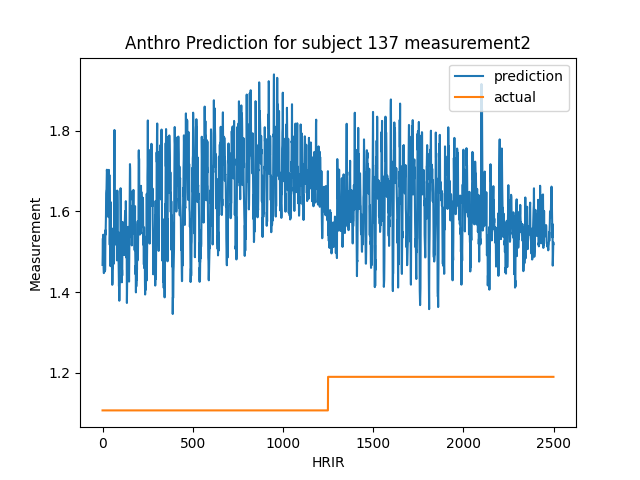 Anthro Prediction for subject 137 measurement2
prediction
actual
Measurement
1.8
1.6
1.4
1.2
0 500 1000 1500 2000 2500
HRIR